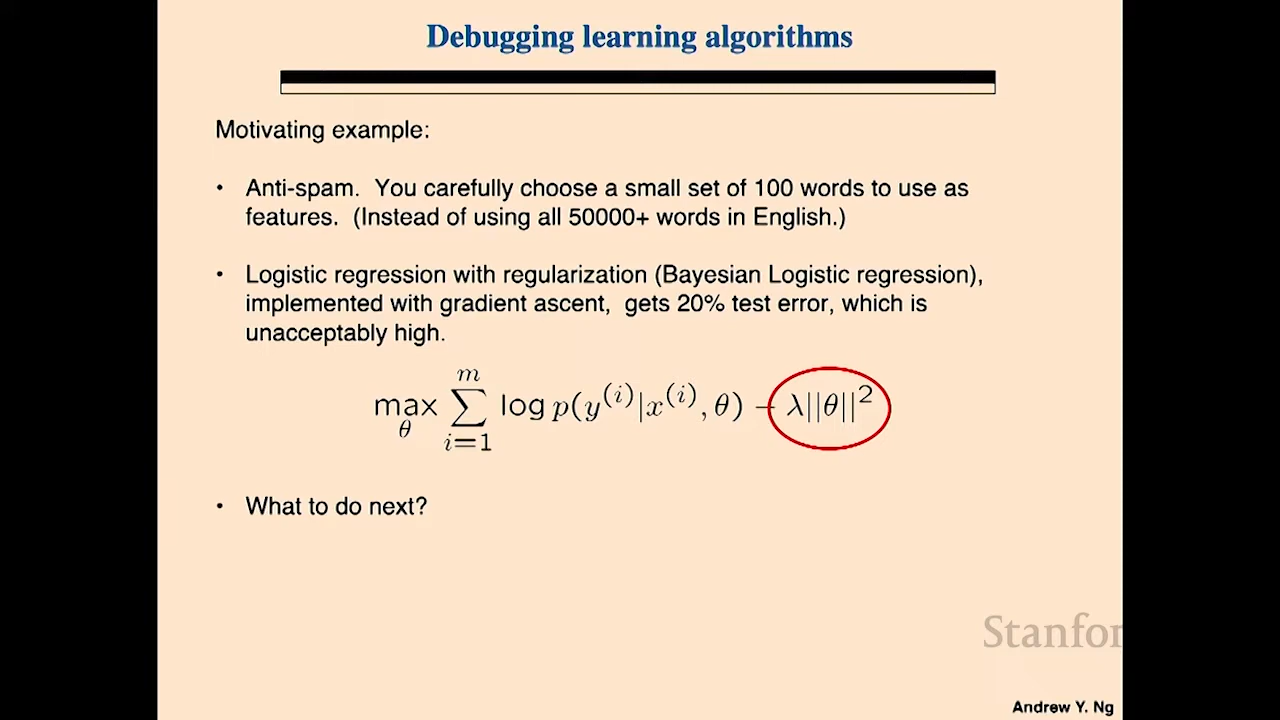 Debugging learning algorithms
Motivating example:
• Anti-spam. You carefully choose a small set of 100 words to use as
features. (Instead of using all 50000+ words in English.)
• Logistic regression with regularization (Bayesian Logistic regression),
implemented with gradient ascent, gets 20% test error, which is
unacceptably high.
max_θ ∑_{i=1}^{m} log p(y^{(i)}|x^{(i)}, θ) − λ||θ||²
• What to do next?
Stanfor
Andrew Y. Ng